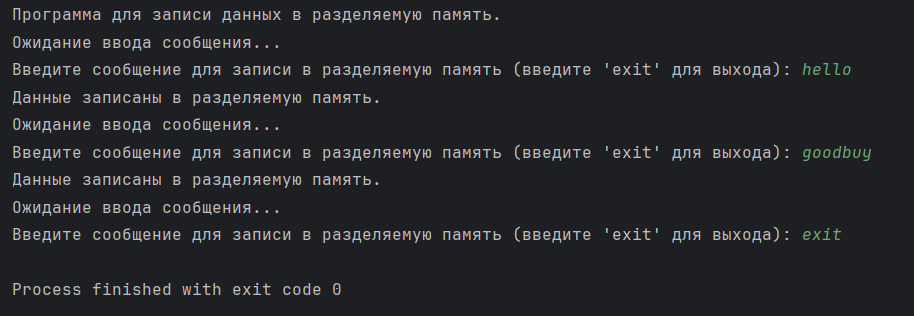 Программа для записи данных в разделяемую память.
Ожидание ввода сообщения...
Введите сообщение для записи в разделяемую память (введите 'exit' для выхода): hello
Данные записаны в разделяемую память.
Ожидание ввода сообщения...
Введите сообщение для записи в разделяемую память (введите 'exit' для выхода): goodbuy
Данные записаны в разделяемую память.
Ожидание ввода сообщения...
Введите сообщение для записи в разделяемую память (введите 'exit' для выхода): exit
Process finished with exit code 0